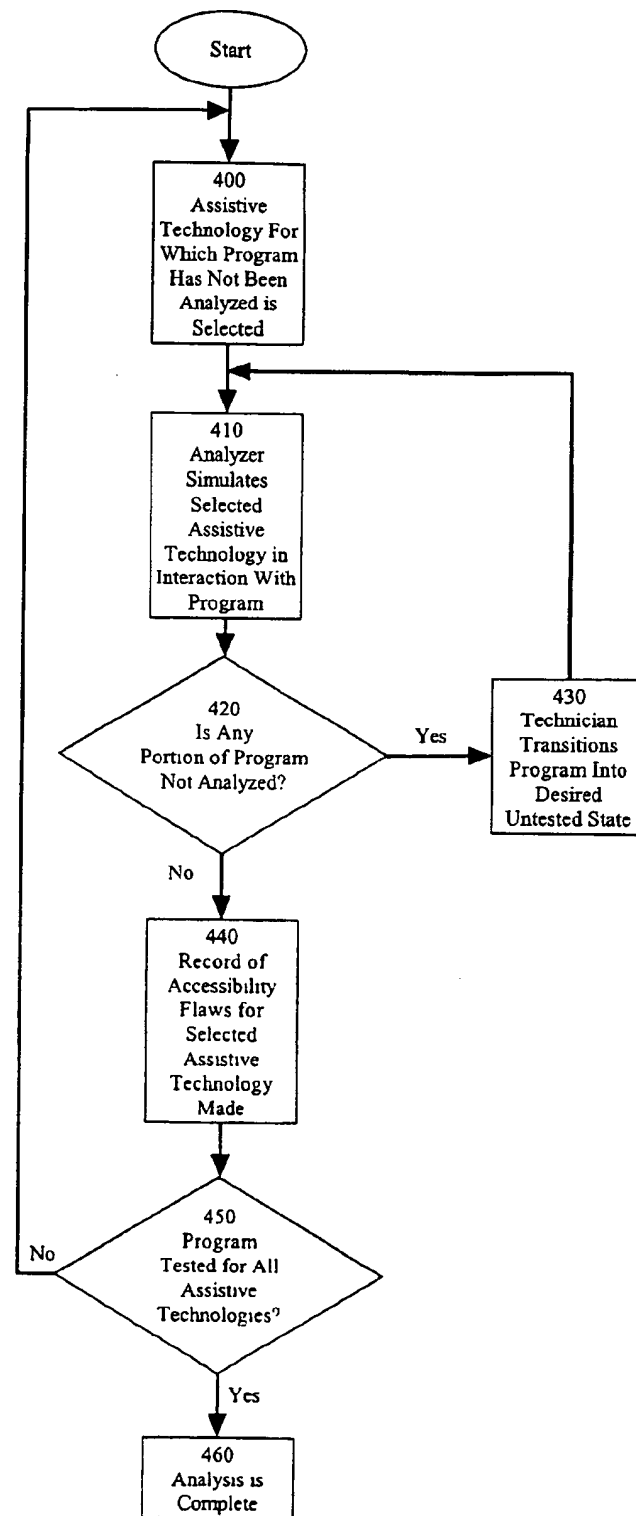 Start
400
Assistive
Technology For
Which Program
Has Not Been
Analyzed is
Selected
410
Analyzer
Simulates
Selected
Assistive
Technology in
Interaction With
Program
420
Is Any
Portion of Program
Not Analyzed?
Yes
430
Technician
Transitions
Program Into
Desired
Untested State
No
440
Record of
Accessibility
Flaws for
Selected
Assistive
Technology
Made
450
Program
Tested for All
Assistive
Technologies?
No
Yes
460
Analysis is
Complete